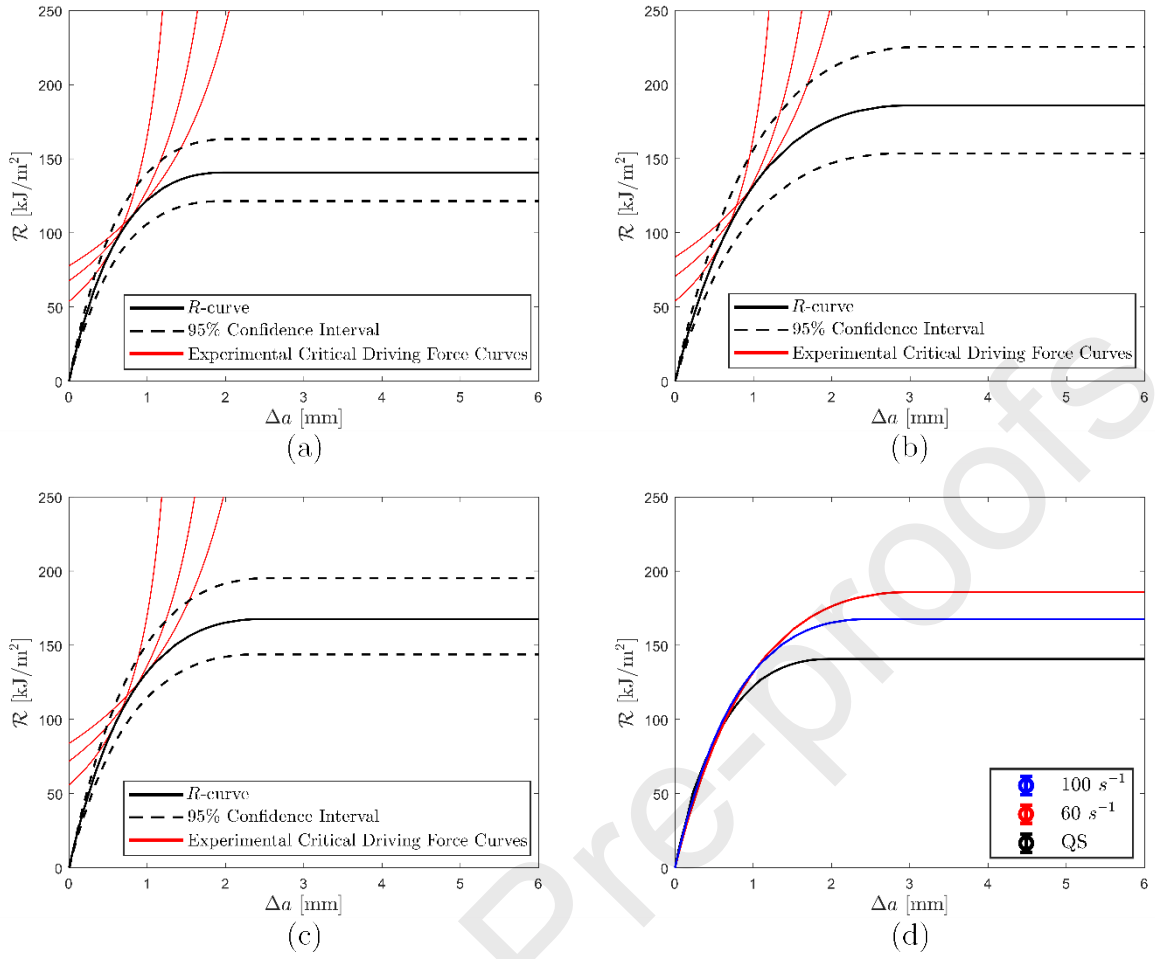 250
200
150
100
50
0
ℛ [kJ/m²]
R-curve
95% Confidence Interval
Experimental Critical Driving Force Curves
0 1 2 3 4 5 6
Δa [mm]
(a)
250
200
150
100
50
0
ℛ [kJ/m²]
R-curve
95% Confidence Interval
Experimental Critical Driving Force Curves
0 1 2 3 4 5 6
Δa [mm]
(b)
250
200
150
100
50
0
ℛ [kJ/m²]
R-curve
95% Confidence Interval
Experimental Critical Driving Force Curves
0 1 2 3 4 5 6
Δa [mm]
(c)
250
200
150
100
50
0
ℛ [kJ/m²]
100 s⁻¹
60 s⁻¹
QS
0 1 2 3 4 5 6
Δa [mm]
(d)
Pre-proofs